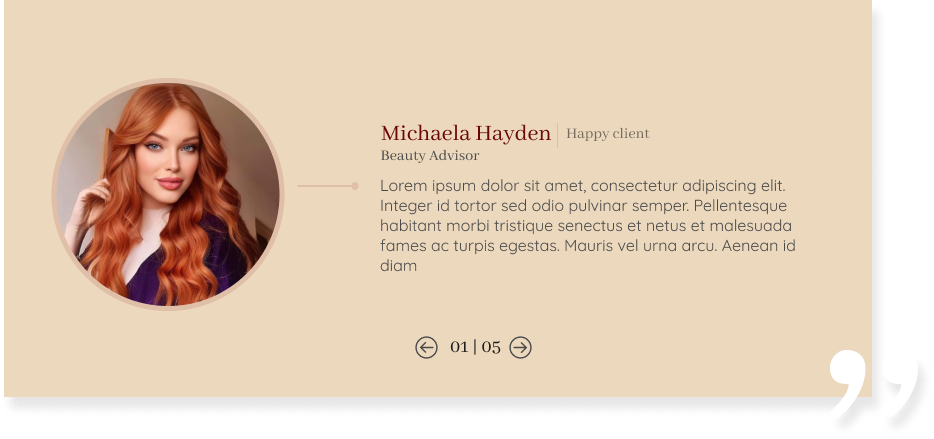 Michaela Hayden | Happy client
Beauty Advisor
Lorem ipsum dolor sit amet, consectetur adipiscing elit.
Integer id tortor sed odio pulvinar semper. Pellentesque
habitant morbi tristique senectus et netus et malesuada
fames ac turpis egestas. Mauris vel urna arcu. Aenean id
diam
01 | 05
”